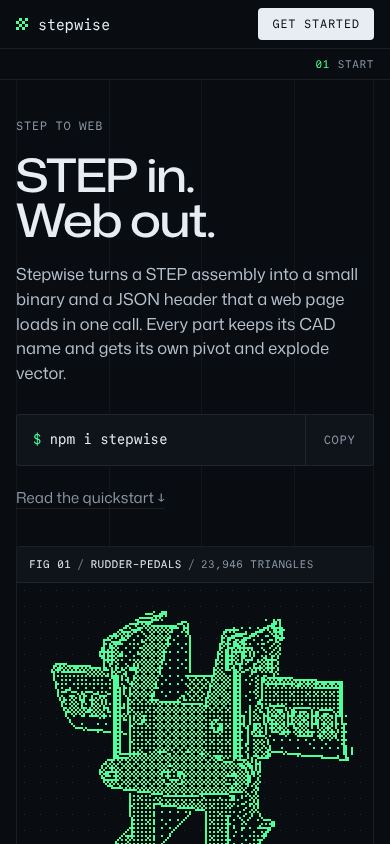 stepwise
GET STARTED
01 START
STEP TO WEB
STEP in.
Web out.
Stepwise turns a STEP assembly into a small
binary and a JSON header that a web page
loads in one call. Every part keeps its CAD
name and gets its own pivot and explode
vector.
$ npm i stepwise
COPY
Read the quickstart ↓
FIG 01 / RUDDER-PEDALS / 23,946 TRIANGLES